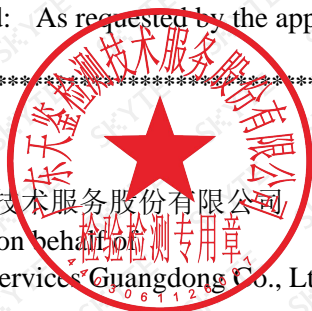 d: As requested by the app
********************************
广东天鉴检测技术服务股份有限公司
技术服务股份有限公司
检验检测专用章
on behalf of
ervices Guangdong Co., Lt